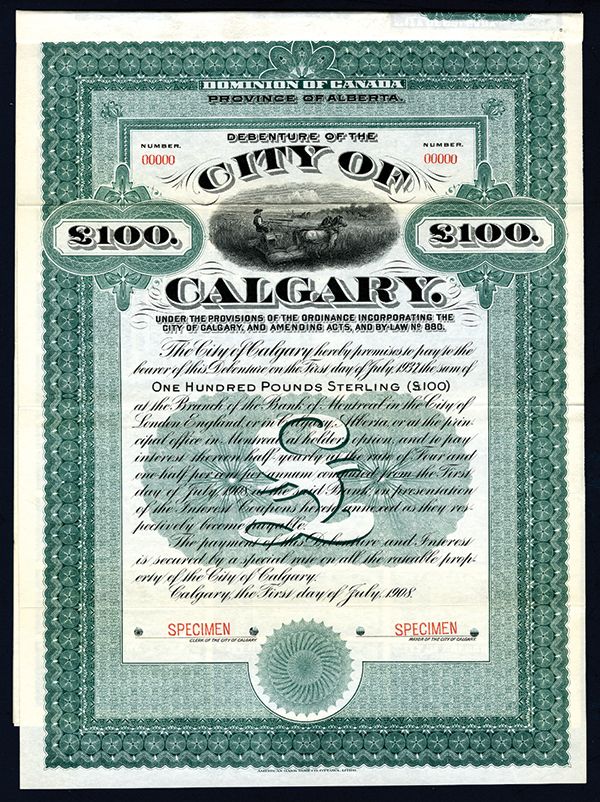 DOMINION OF CANADA
PROVINCE OF ALBERTA.
DEBENTURE OF THE
NUMBER. NUMBER.
00000 00000
CITY OF
£100. £100.
CALGARY.
UNDER THE PROVISIONS OF THE ORDINANCE INCORPORATING THE
CITY OF CALGARY, AND AMENDING ACTS, AND BY-LAW No 880.
The City of Calgary hereby promises to pay to the
bearer of this Debenture on the First day of July, 1937, the sum of
ONE HUNDRED POUNDS STERLING (£100)
at the Branch of the Bank of Montreal in the City of
London England, or in Calgary, Alberta, or at the prin-
cipal office in Montreal at holders option, and to pay
interest thereon half yearly at the rate of Four and
one-half per cent per annum computed from the First
day of July, 1908, at the said Bank on presentation
of the Interest Coupons hereto annexed as they res-
pectively become payable.
£
The payment of this Debenture and Interest
is secured by a special rate on all the rateable prop-
erty of the City of Calgary.
Calgary, the First day of July, 1908.
SPECIMEN SPECIMEN
CLERK OF THE CITY OF CALGARY. MAYOR OF THE CITY OF CALGARY.
AMERICAN BANK NOTE CO. OTTAWA.